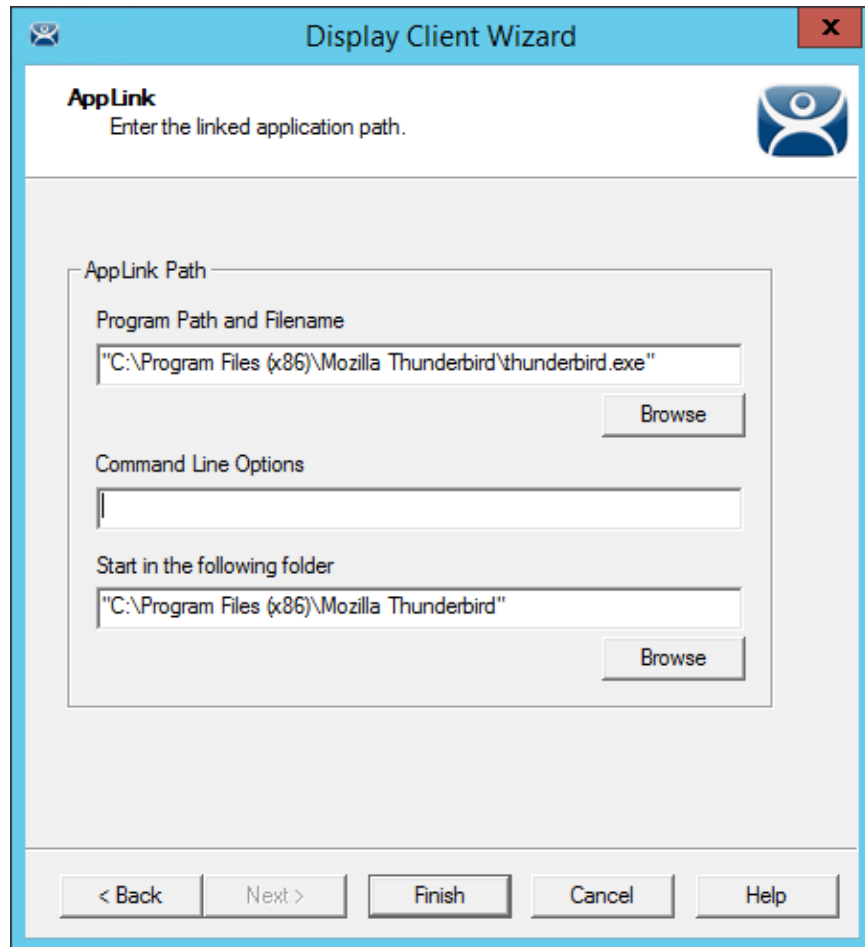 Display Client Wizard
x
AppLink
Enter the linked application path.
AppLink Path
Program Path and Filename
"C:\Program Files (x86)\Mozilla Thunderbird\thunderbird.exe"
Browse
Command Line Options
Start in the following folder
"C:\Program Files (x86)\Mozilla Thunderbird"
Browse
< Back Next > Finish Cancel Help